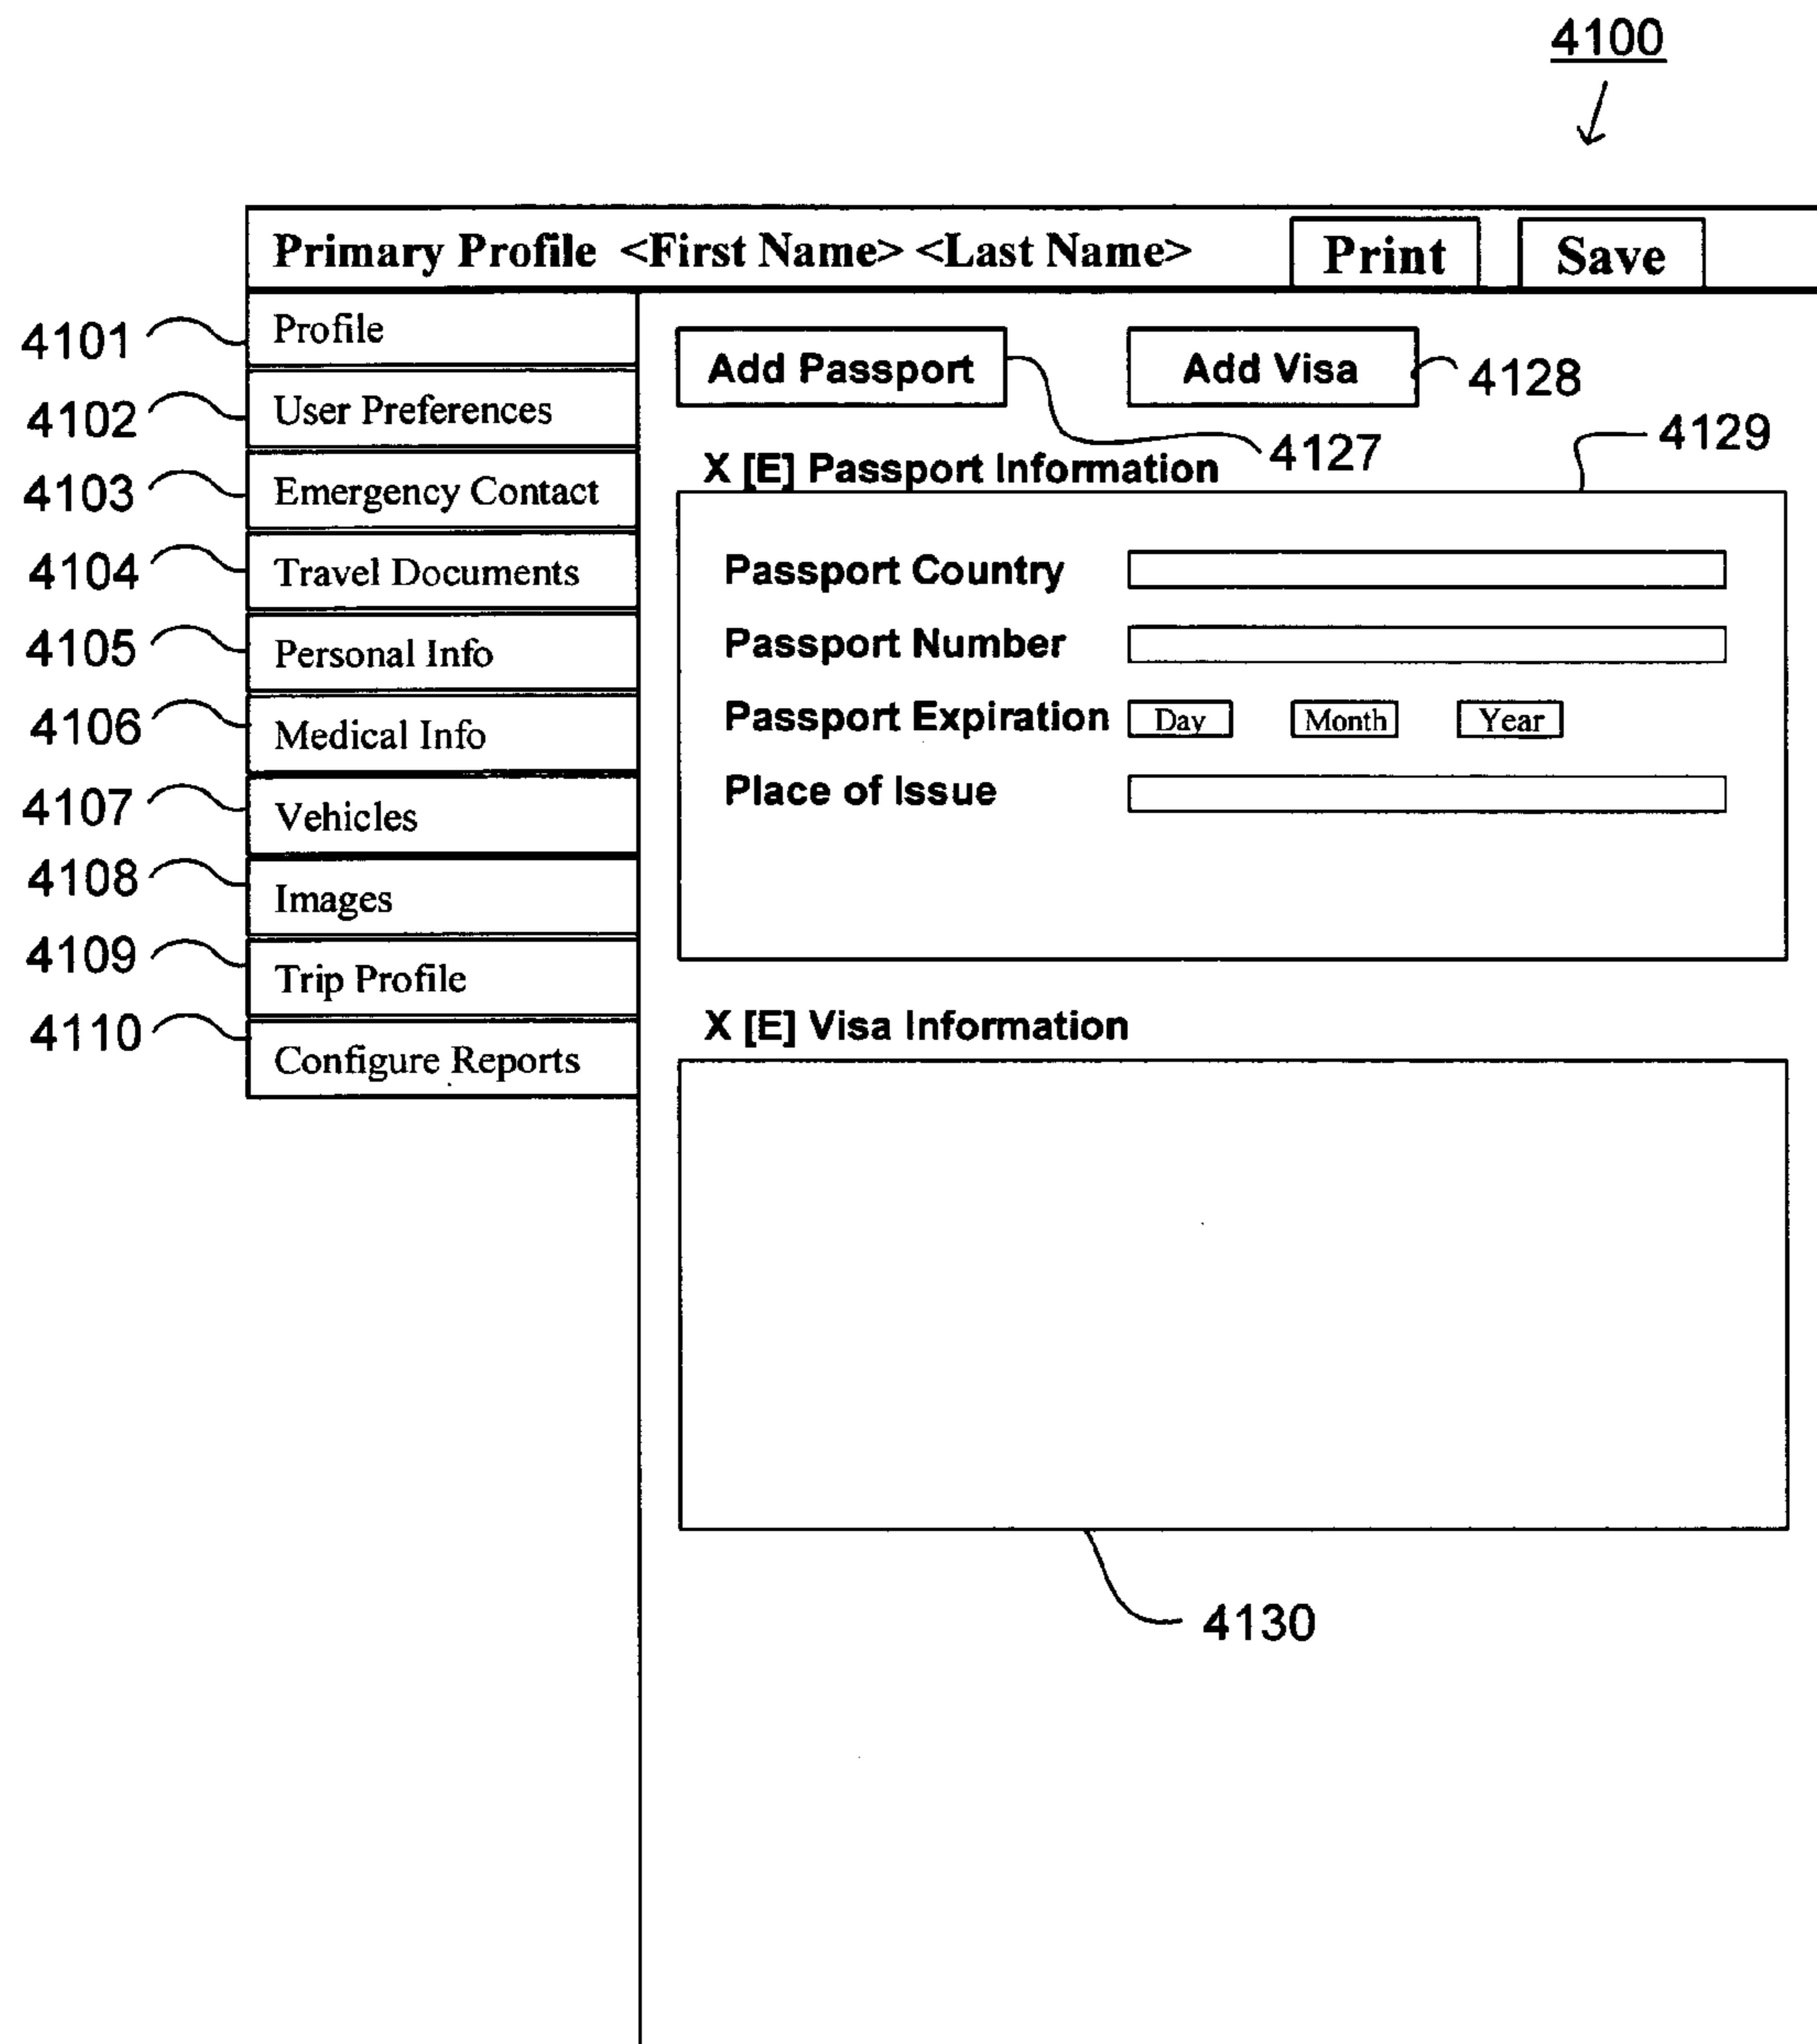 4100
Primary Profile <First Name> <Last Name> Print Save
4101 Profile
4102 User Preferences
4103 Emergency Contact
4104 Travel Documents
4105 Personal Info
4106 Medical Info
4107 Vehicles
4108 Images
4109 Trip Profile
4110 Configure Reports
Add Passport Add Visa 4128
4127
4129
X [E] Passport Information
Passport Country
Passport Number
Passport Expiration Day Month Year
Place of Issue
X [E] Visa Information
4130